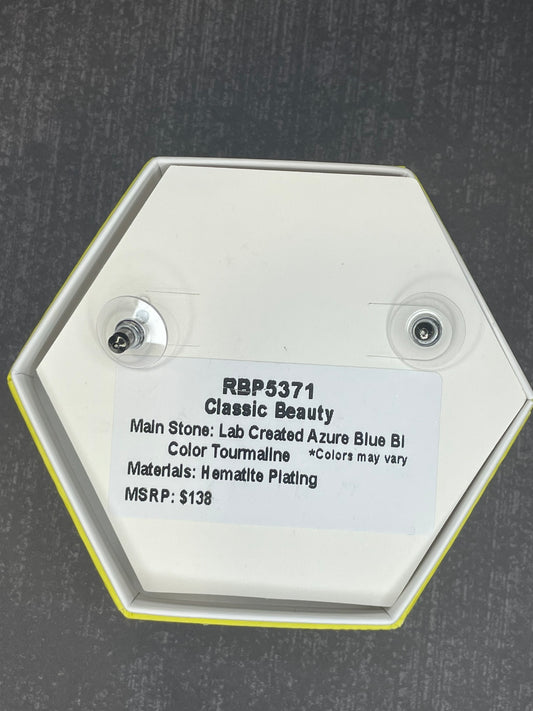 RBP5371
Classic Beauty
Main Stone: Lab Created Azure Blue Bi
Color Tourmaline *Colors may vary
Materials: Hematite Plating
MSRP: $138